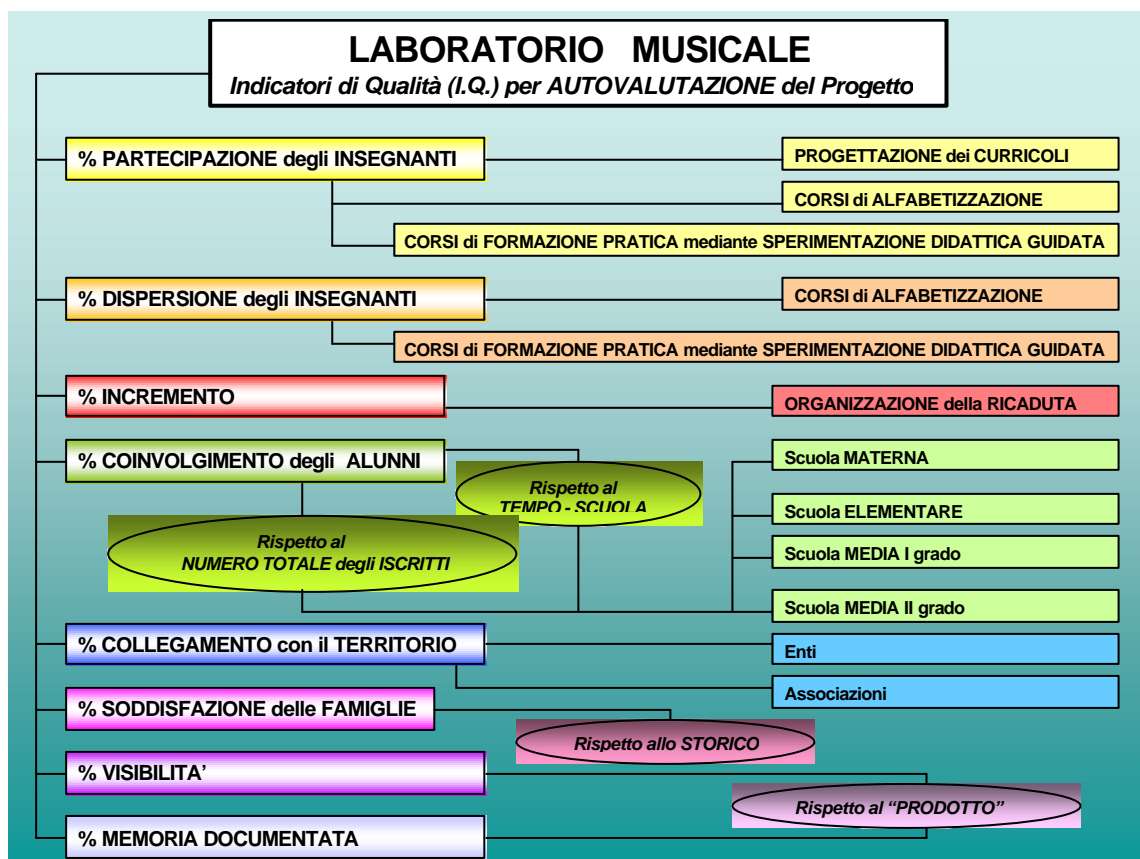 LABORATORIO MUSICALE
Indicatori di Qualità (I.Q.) per AUTOVALUTAZIONE del Progetto
% PARTECIPAZIONE degli INSEGNANTI
PROGETTAZIONE dei CURRICOLI
CORSI di ALFABETIZZAZIONE
CORSI di FORMAZIONE PRATICA mediante SPERIMENTAZIONE DIDATTICA GUIDATA
% DISPERSIONE degli INSEGNANTI
CORSI di ALFABETIZZAZIONE
CORSI di FORMAZIONE PRATICA mediante SPERIMENTAZIONE DIDATTICA GUIDATA
% INCREMENTO
ORGANIZZAZIONE della RICADUTA
% COINVOLGIMENTO degli ALUNNI
Rispetto al
TEMPO - SCUOLA
Rispetto al
NUMERO TOTALE degli ISCRITTI
Scuola MATERNA
Scuola ELEMENTARE
Scuola MEDIA I grado
Scuola MEDIA II grado
% COLLEGAMENTO con il TERRITORIO
Enti
Associazioni
% SODDISFAZIONE delle FAMIGLIE
Rispetto allo STORICO
% VISIBILITA'
Rispetto al “PRODOTTO”
% MEMORIA DOCUMENTATA